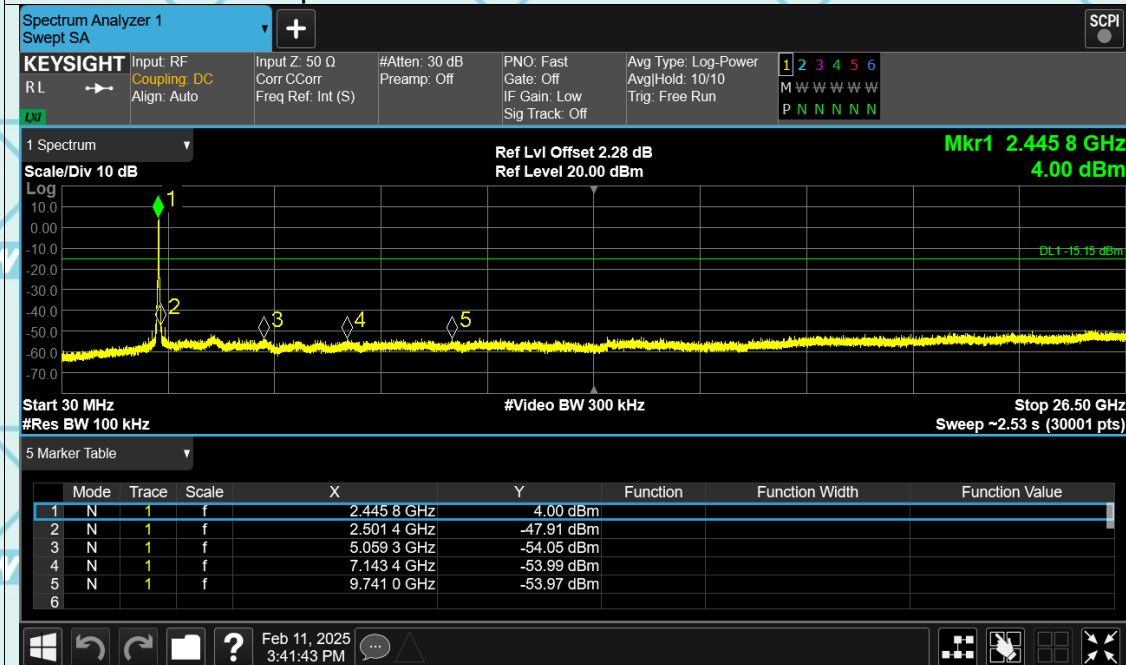 Spectrum Analyzer 1
Swept SA
+
SCPI
KEYSIGHT
RL
LXI
Input: RF
Coupling: DC
Align: Auto
Input Z: 50 Ω
Corr CCorr
Freq Ref: Int (S)
#Atten: 30 dB
Preamp: Off
PNO: Fast
Gate: Off
IF Gain: Low
Sig Track: Off
Avg Type: Log-Power
Avg|Hold: 10/10
Trig: Free Run
1 2 3 4 5 6
M W W W W W
P N N N N N
1 Spectrum
Scale/Div 10 dB
Ref Lvl Offset 2.28 dB
Ref Level 20.00 dBm
Mkr1 2.445 8 GHz
4.00 dBm
Log
10.0
0.00
-10.0
-20.0
-30.0
-40.0
-50.0
-60.0
-70.0
1
2
3
4
5
DL1 -15.15 dBm
Start 30 MHz
#Res BW 100 kHz
#Video BW 300 kHz
Stop 26.50 GHz
Sweep ~2.53 s (30001 pts)
5 Marker Table
Mode Trace Scale X Y Function Function Width Function Value
1 N 1 f 2.445 8 GHz 4.00 dBm
2 N 1 f 2.501 4 GHz -47.91 dBm
3 N 1 f 5.059 3 GHz -54.05 dBm
4 N 1 f 7.143 4 GHz -53.99 dBm
5 N 1 f 9.741 0 GHz -53.97 dBm
6
?
Feb 11, 2025
3:41:43 PM